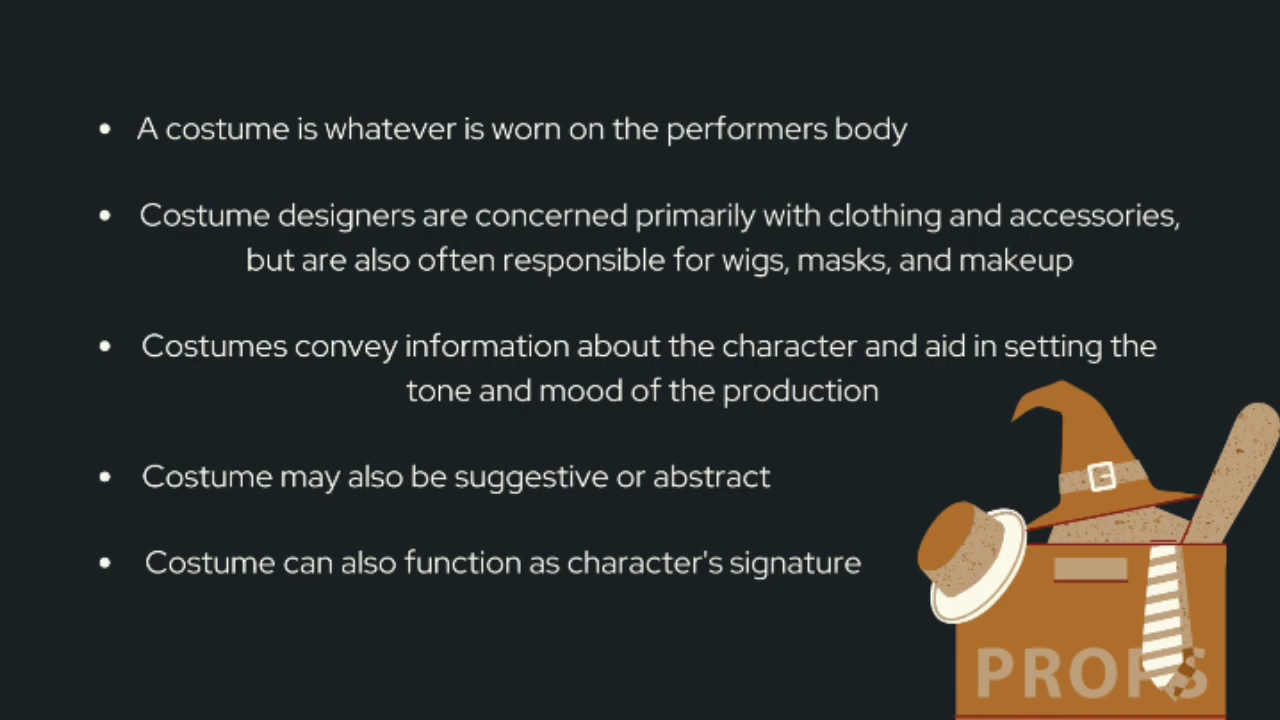 • A costume is whatever is worn on the performers body
• Costume designers are concerned primarily with clothing and accessories,
but are also often responsible for wigs, masks, and makeup
• Costumes convey information about the character and aid in setting the
tone and mood of the production
• Costume may also be suggestive or abstract
• Costume can also function as character's signature
PROPS